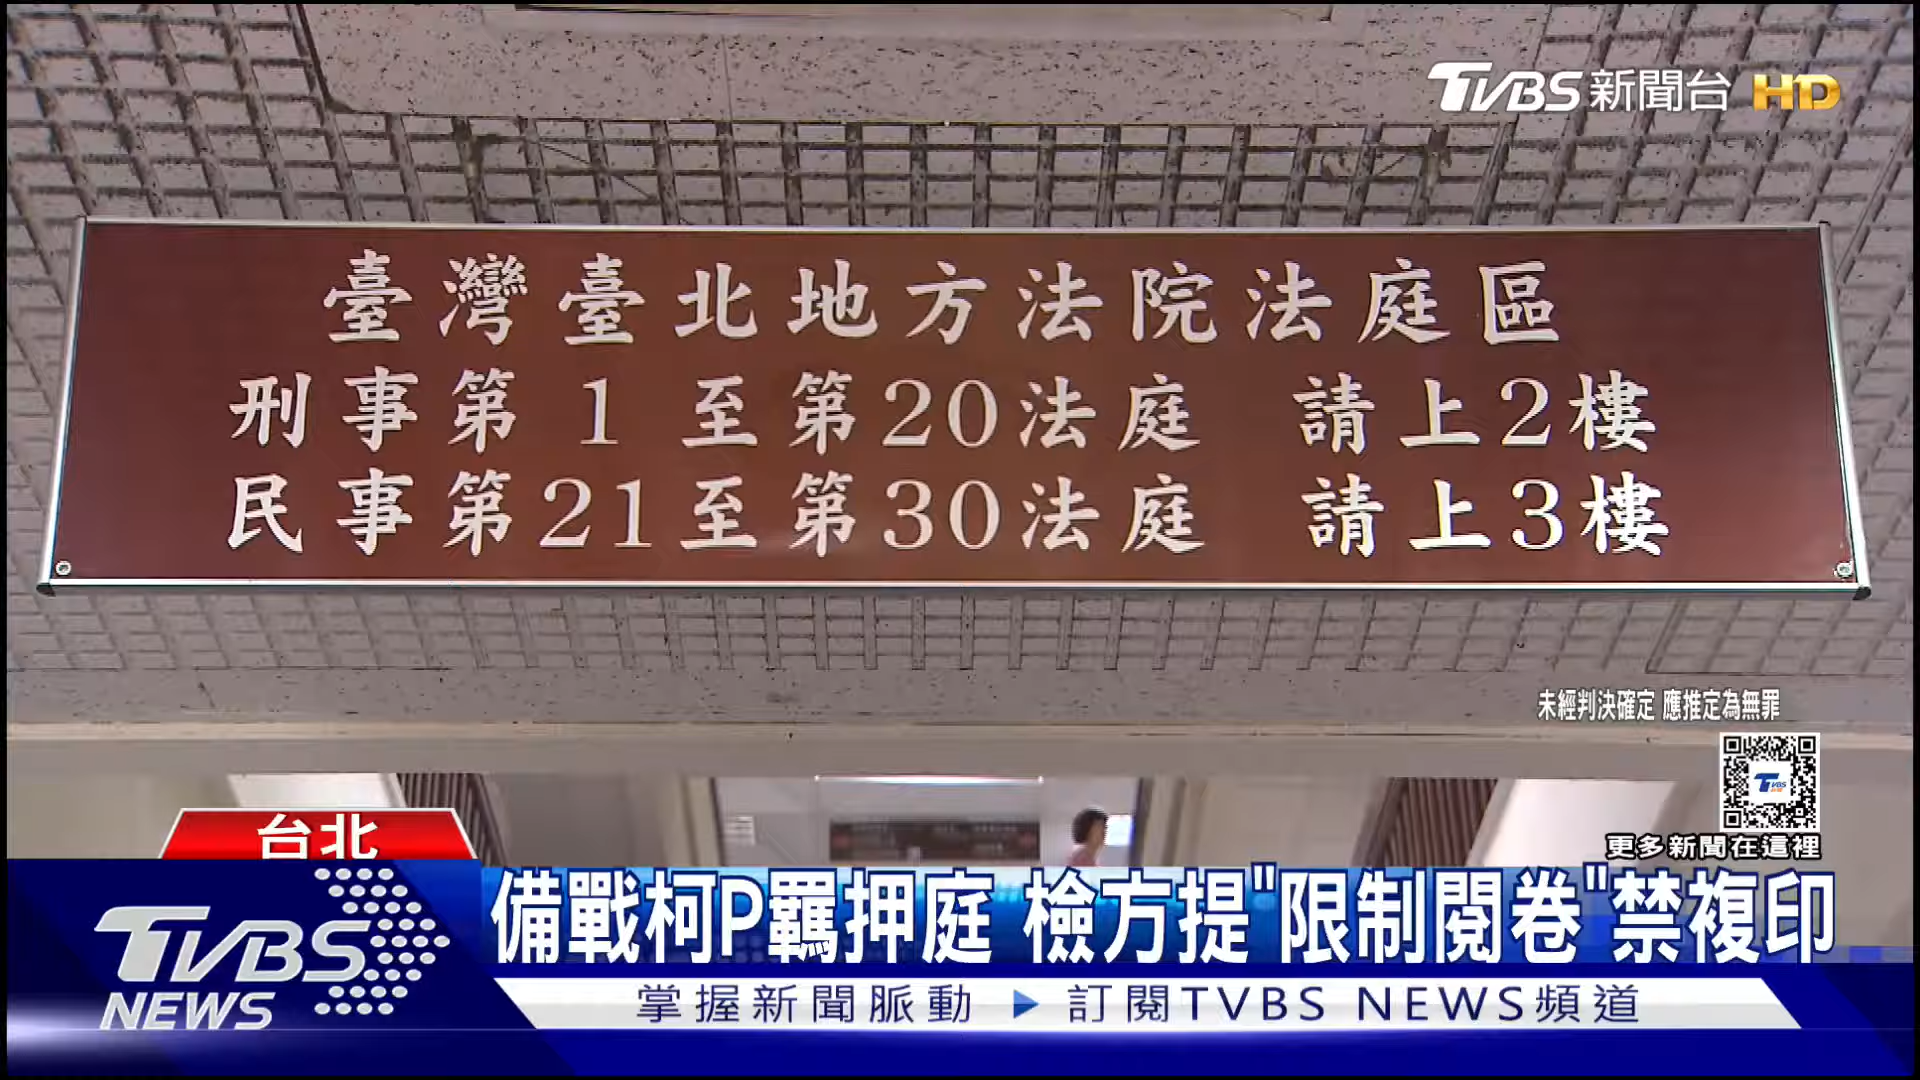 TVBS新聞台 HD
臺灣臺北地方法院法庭區
刑事第1至第20法庭 請上2樓
民事第21至第30法庭 請上3樓
未經判決確定 應推定為無罪
TVBS
更多新聞在這裡
台北
備戰柯P羈押庭 檢方提"限制閱卷"禁複印
TVBS NEWS
掌握新聞脈動 ▶ 訂閱TVBS NEWS頻道